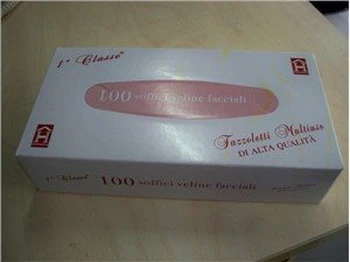 1ª Classe
H
100 soffici veline facciali
Fazzoletti Multiuso
DI ALTA QUALITÀ
H
1ª Classe
100 soffici veline facciali